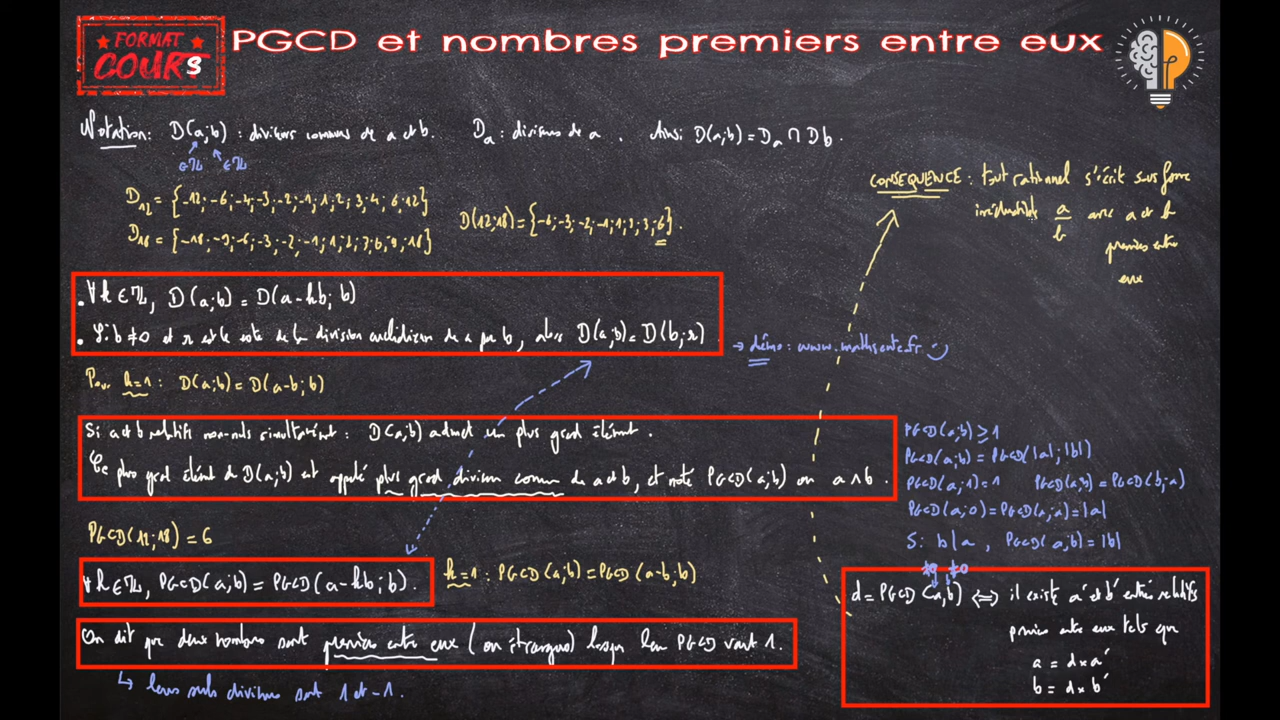 FORMAT
COURS
PGCD et nombres premiers entre eux
Notation: D(a;b) : diviseurs communs de a et b. D_a : diviseurs de a. Ainsi D(a;b) = D_a ∩ D_b.
∈ℤ ∈ℤ
D_12 = {-12; -6; -4; -3; -2; -1; 1; 2; 3; 4; 6; 12}
D_18 = {-18; -9; -6; -3; -2; -1; 1; 2; 3; 6; 9; 18}
D(12;18) = {-6; -3; -2; -1; 1; 2; 3; 6}.
CONSEQUENCE : tout rationnel s'écrit sous forme
irréductible a/b avec a et b
premiers entre
eux
• ∀k∈ℤ, D(a;b) = D(a-kb; b)
• Si b≠0 et r est le reste de la division euclidienne de a par b, alors D(a;b) = D(b;r)
→ démo : www.mathsentc.fr
Pour k=1 : D(a;b) = D(a-b; b)
Si a et b relatifs non-nuls simultanément : D(a;b) admet un plus grand élément.
Ce plus grand élément de D(a;b) est appelé plus grand diviseur commun de a et b, et noté PGCD(a;b) ou a∧b.
PGCD(a;b) ≥ 1
PGCD(a;b) = PGCD(|a|;|b|)
PGCD(a;1) = 1 PGCD(a;b) = PGCD(b;a)
PGCD(a;0) = PGCD(a;a) = |a|
Si b|a, PGCD(a;b) = |b|
PGCD(12;18) = 6
∀k∈ℤ, PGCD(a;b) = PGCD(a-kb; b).
k=1 : PGCD(a;b) = PGCD(a-b;b)
On dit que deux nombres sont premiers entre eux (ou étrangers) lorsque leur PGCD vaut 1.
↳ leurs seuls diviseurs sont 1 et -1.
≠0 ≠0
d = PGCD(a;b) ⟺ il existe a' et b' entiers relatifs
premiers entre eux tels que
a = d×a'
b = d×b'